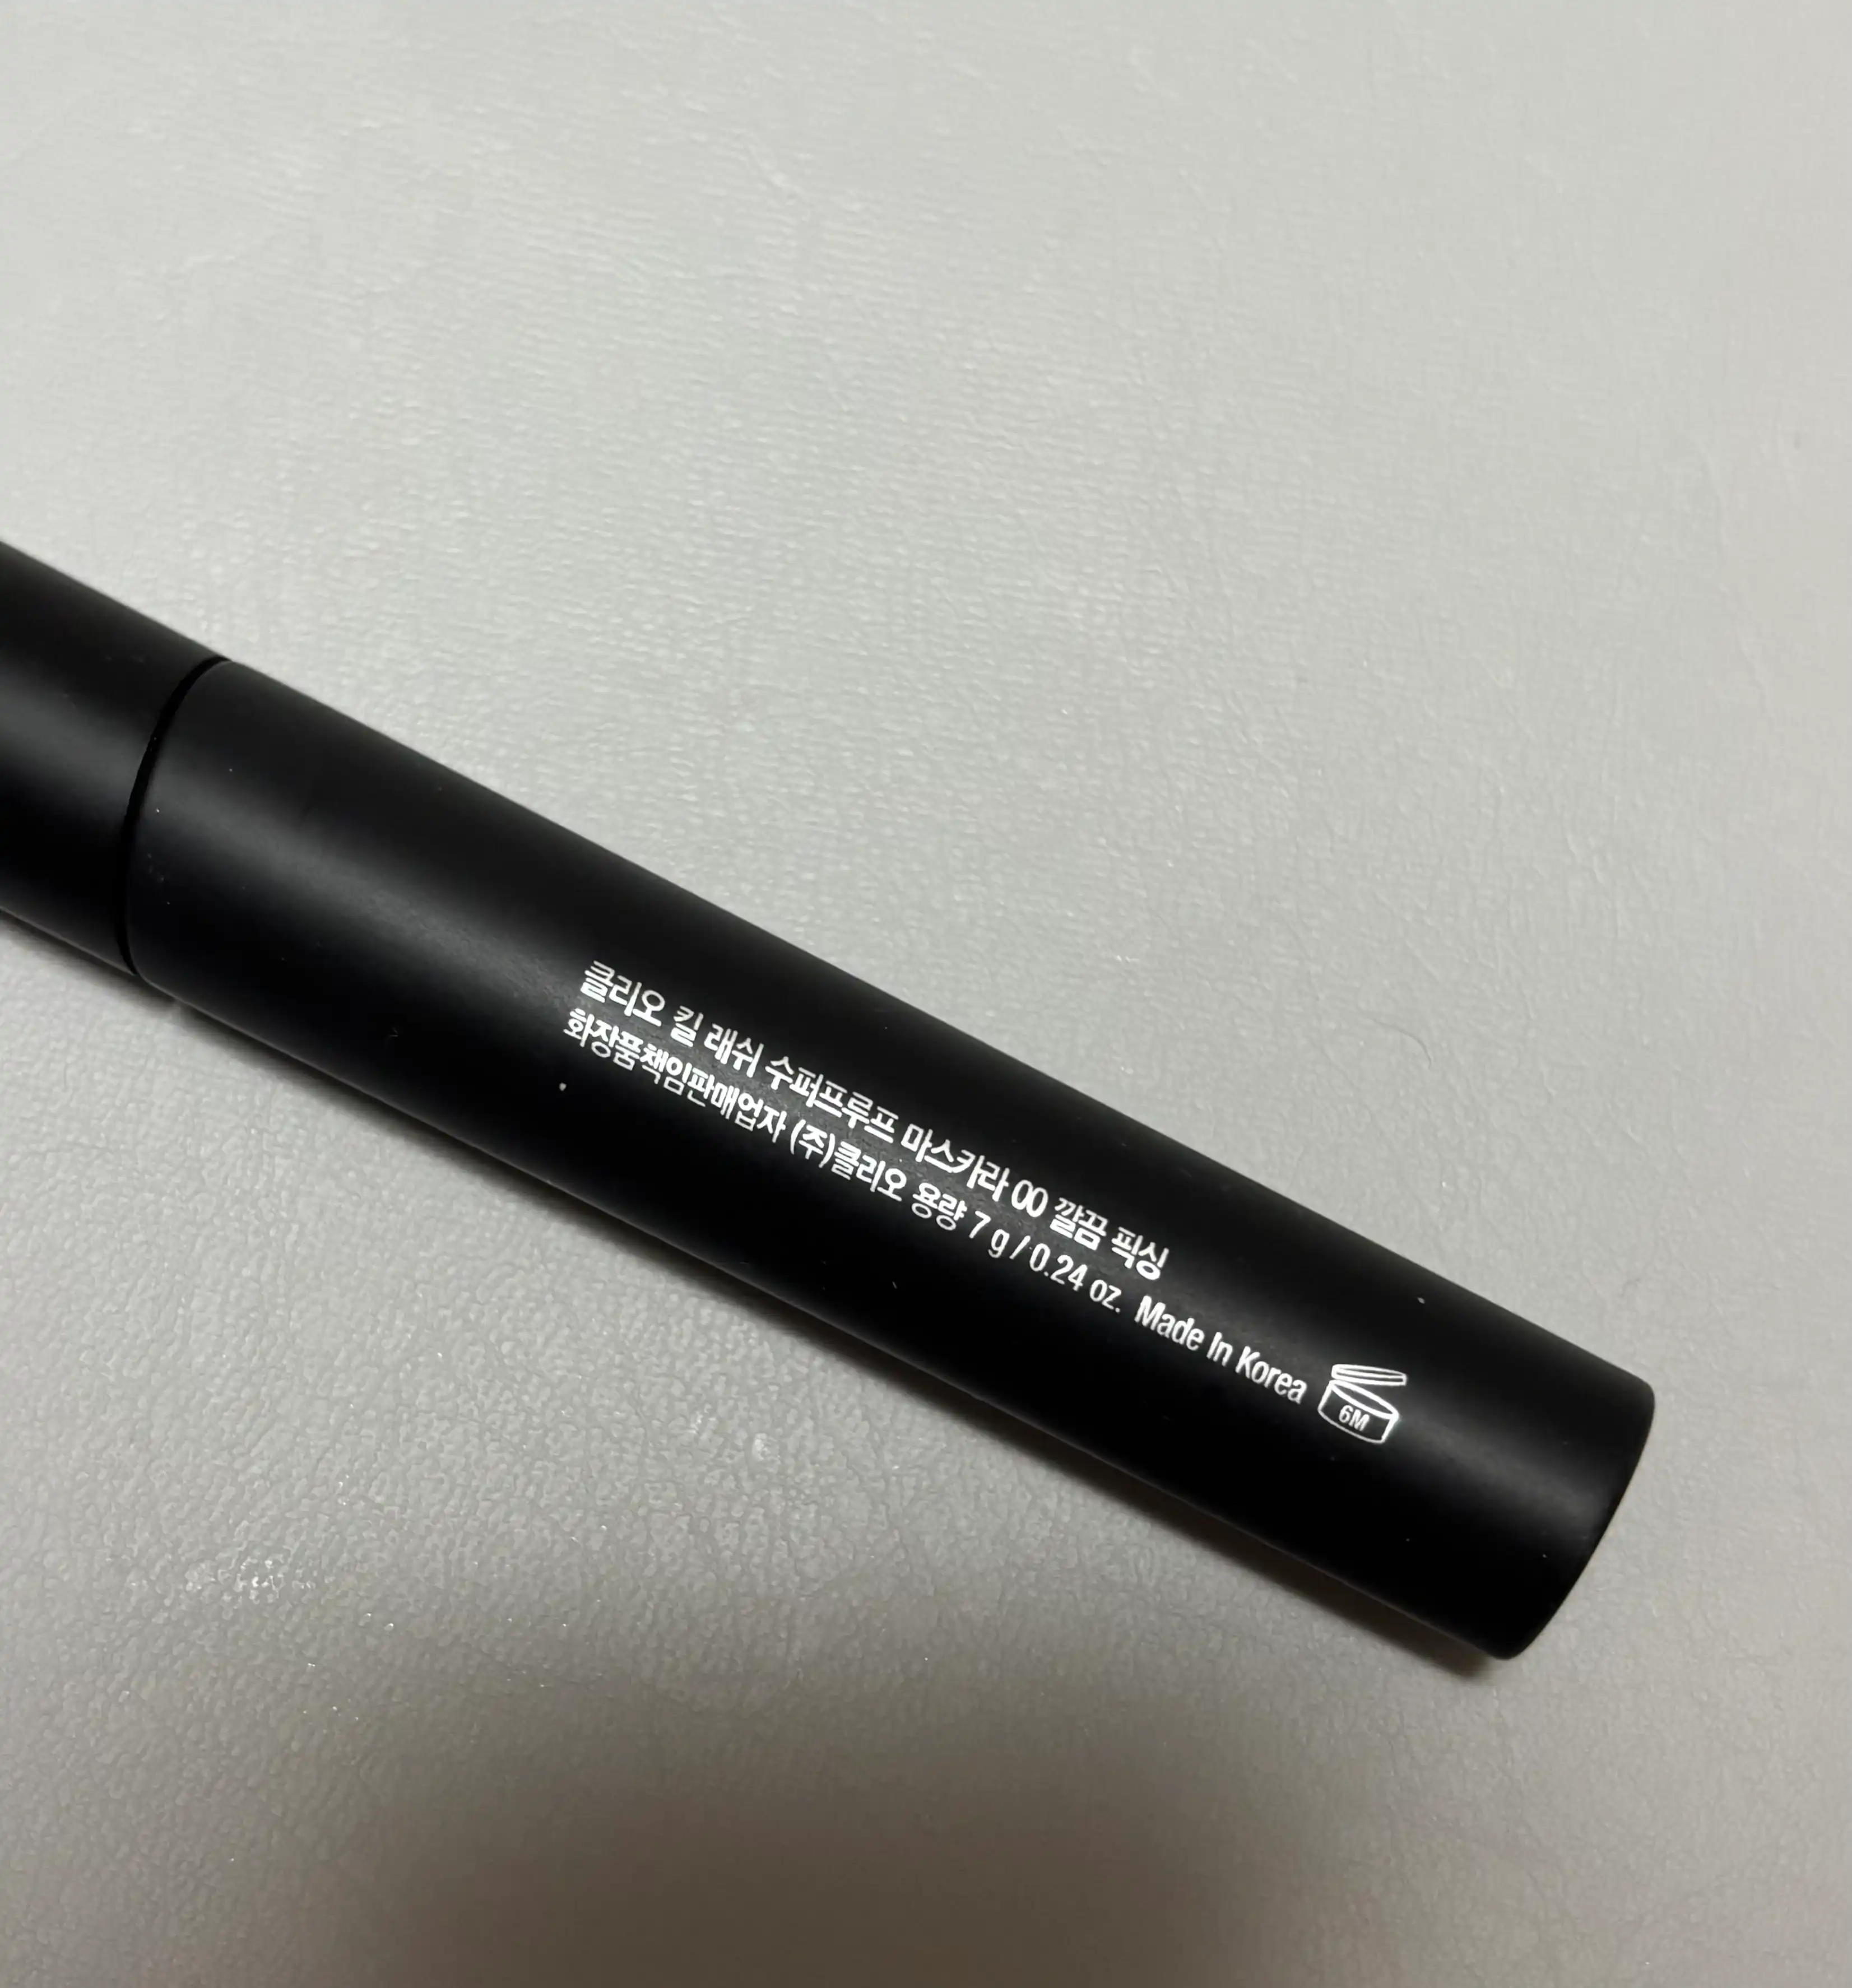 클리오 킬 래쉬 수퍼프루프 마스카라 00 깔끔 픽싱
화장품책임판매업자 (주)클리오 용량 7 g / 0.24 oz. Made In Korea 6M